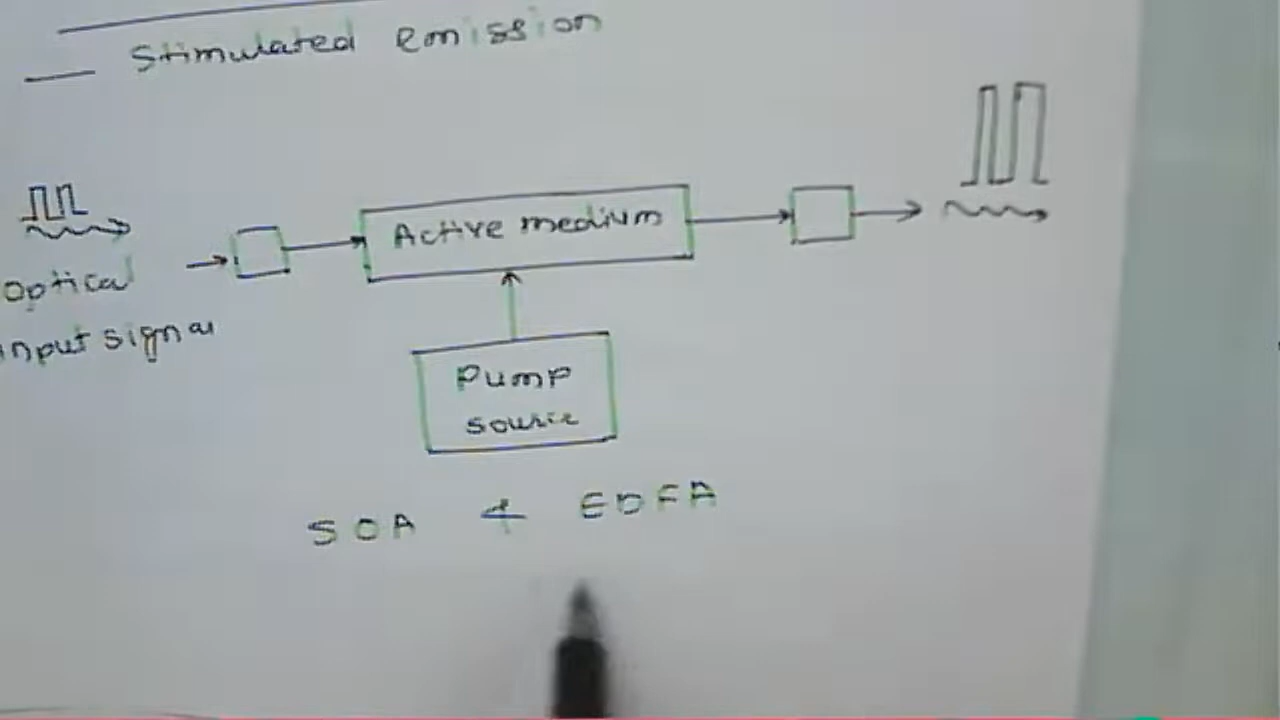 Stimulated emission
Active medium
Optical
input signal
Pump
source
SOA & EDFA